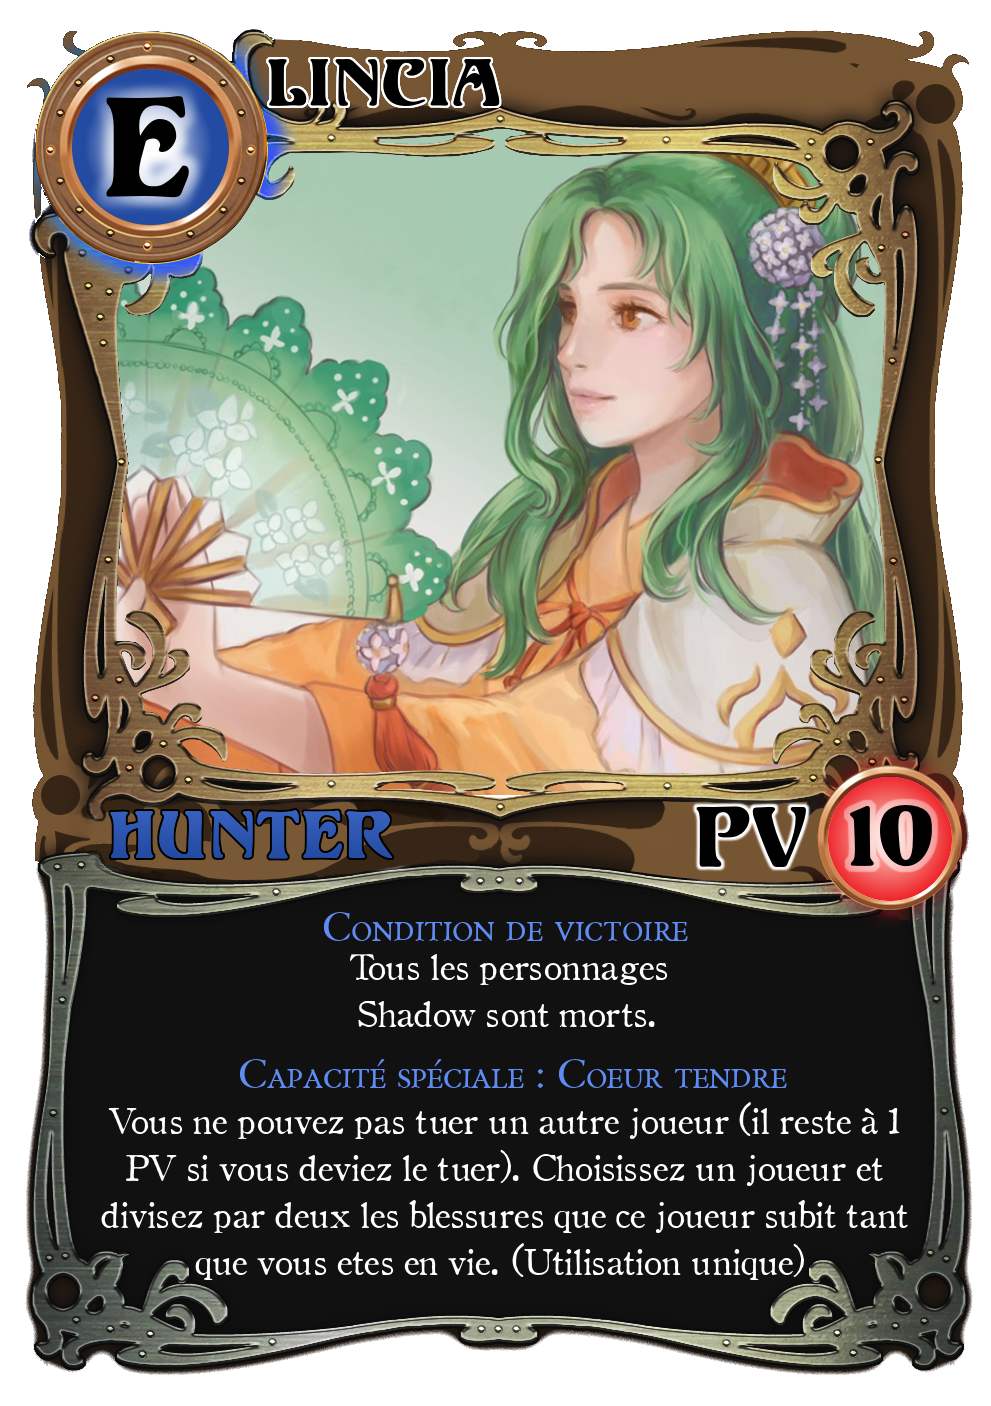 E
LINCIA
HUNTER
PV 10
Condition de victoire
Tous les personnages
Shadow sont morts.
Capacité spéciale : Coeur tendre
Vous ne pouvez pas tuer un autre joueur (il reste à 1
PV si vous deviez le tuer). Choisissez un joueur et
divisez par deux les blessures que ce joueur subit tant
que vous etes en vie. (Utilisation unique)